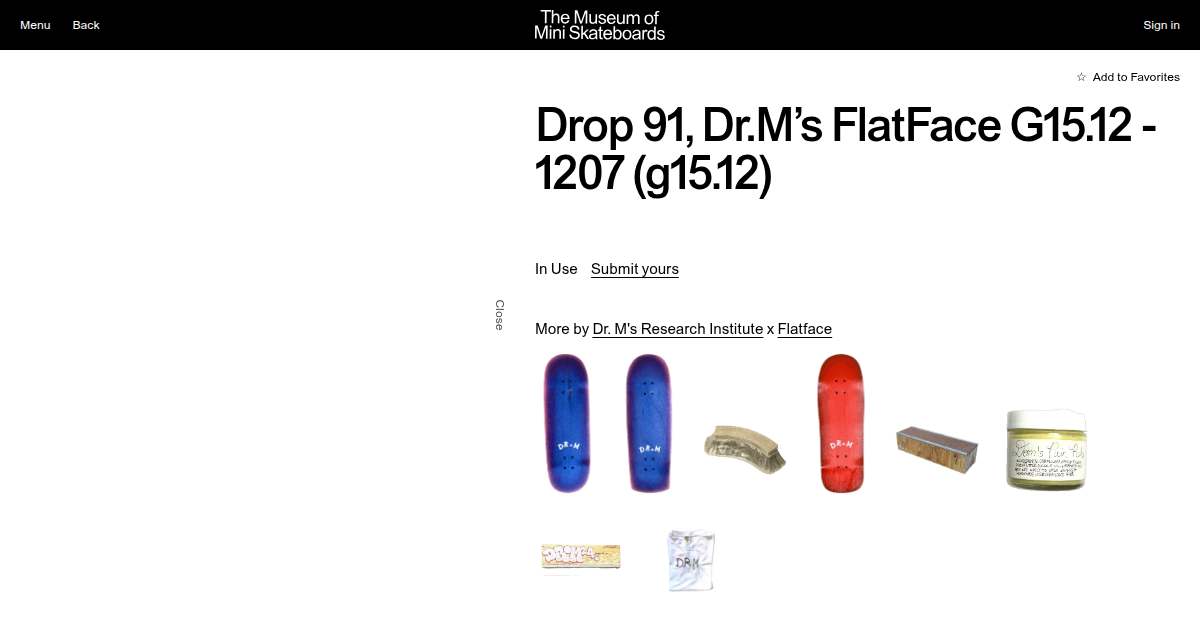 Menu
Back
The Museum of
Mini Skateboards
Sign in
☆ Add to Favorites
Drop 91, Dr.M’s FlatFace G15.12 -
1207 (g15.12)
In Use
Submit yours
Close
More by Dr. M's Research Institute x Flatface
DR.M
DR.M
DR.M
DRM